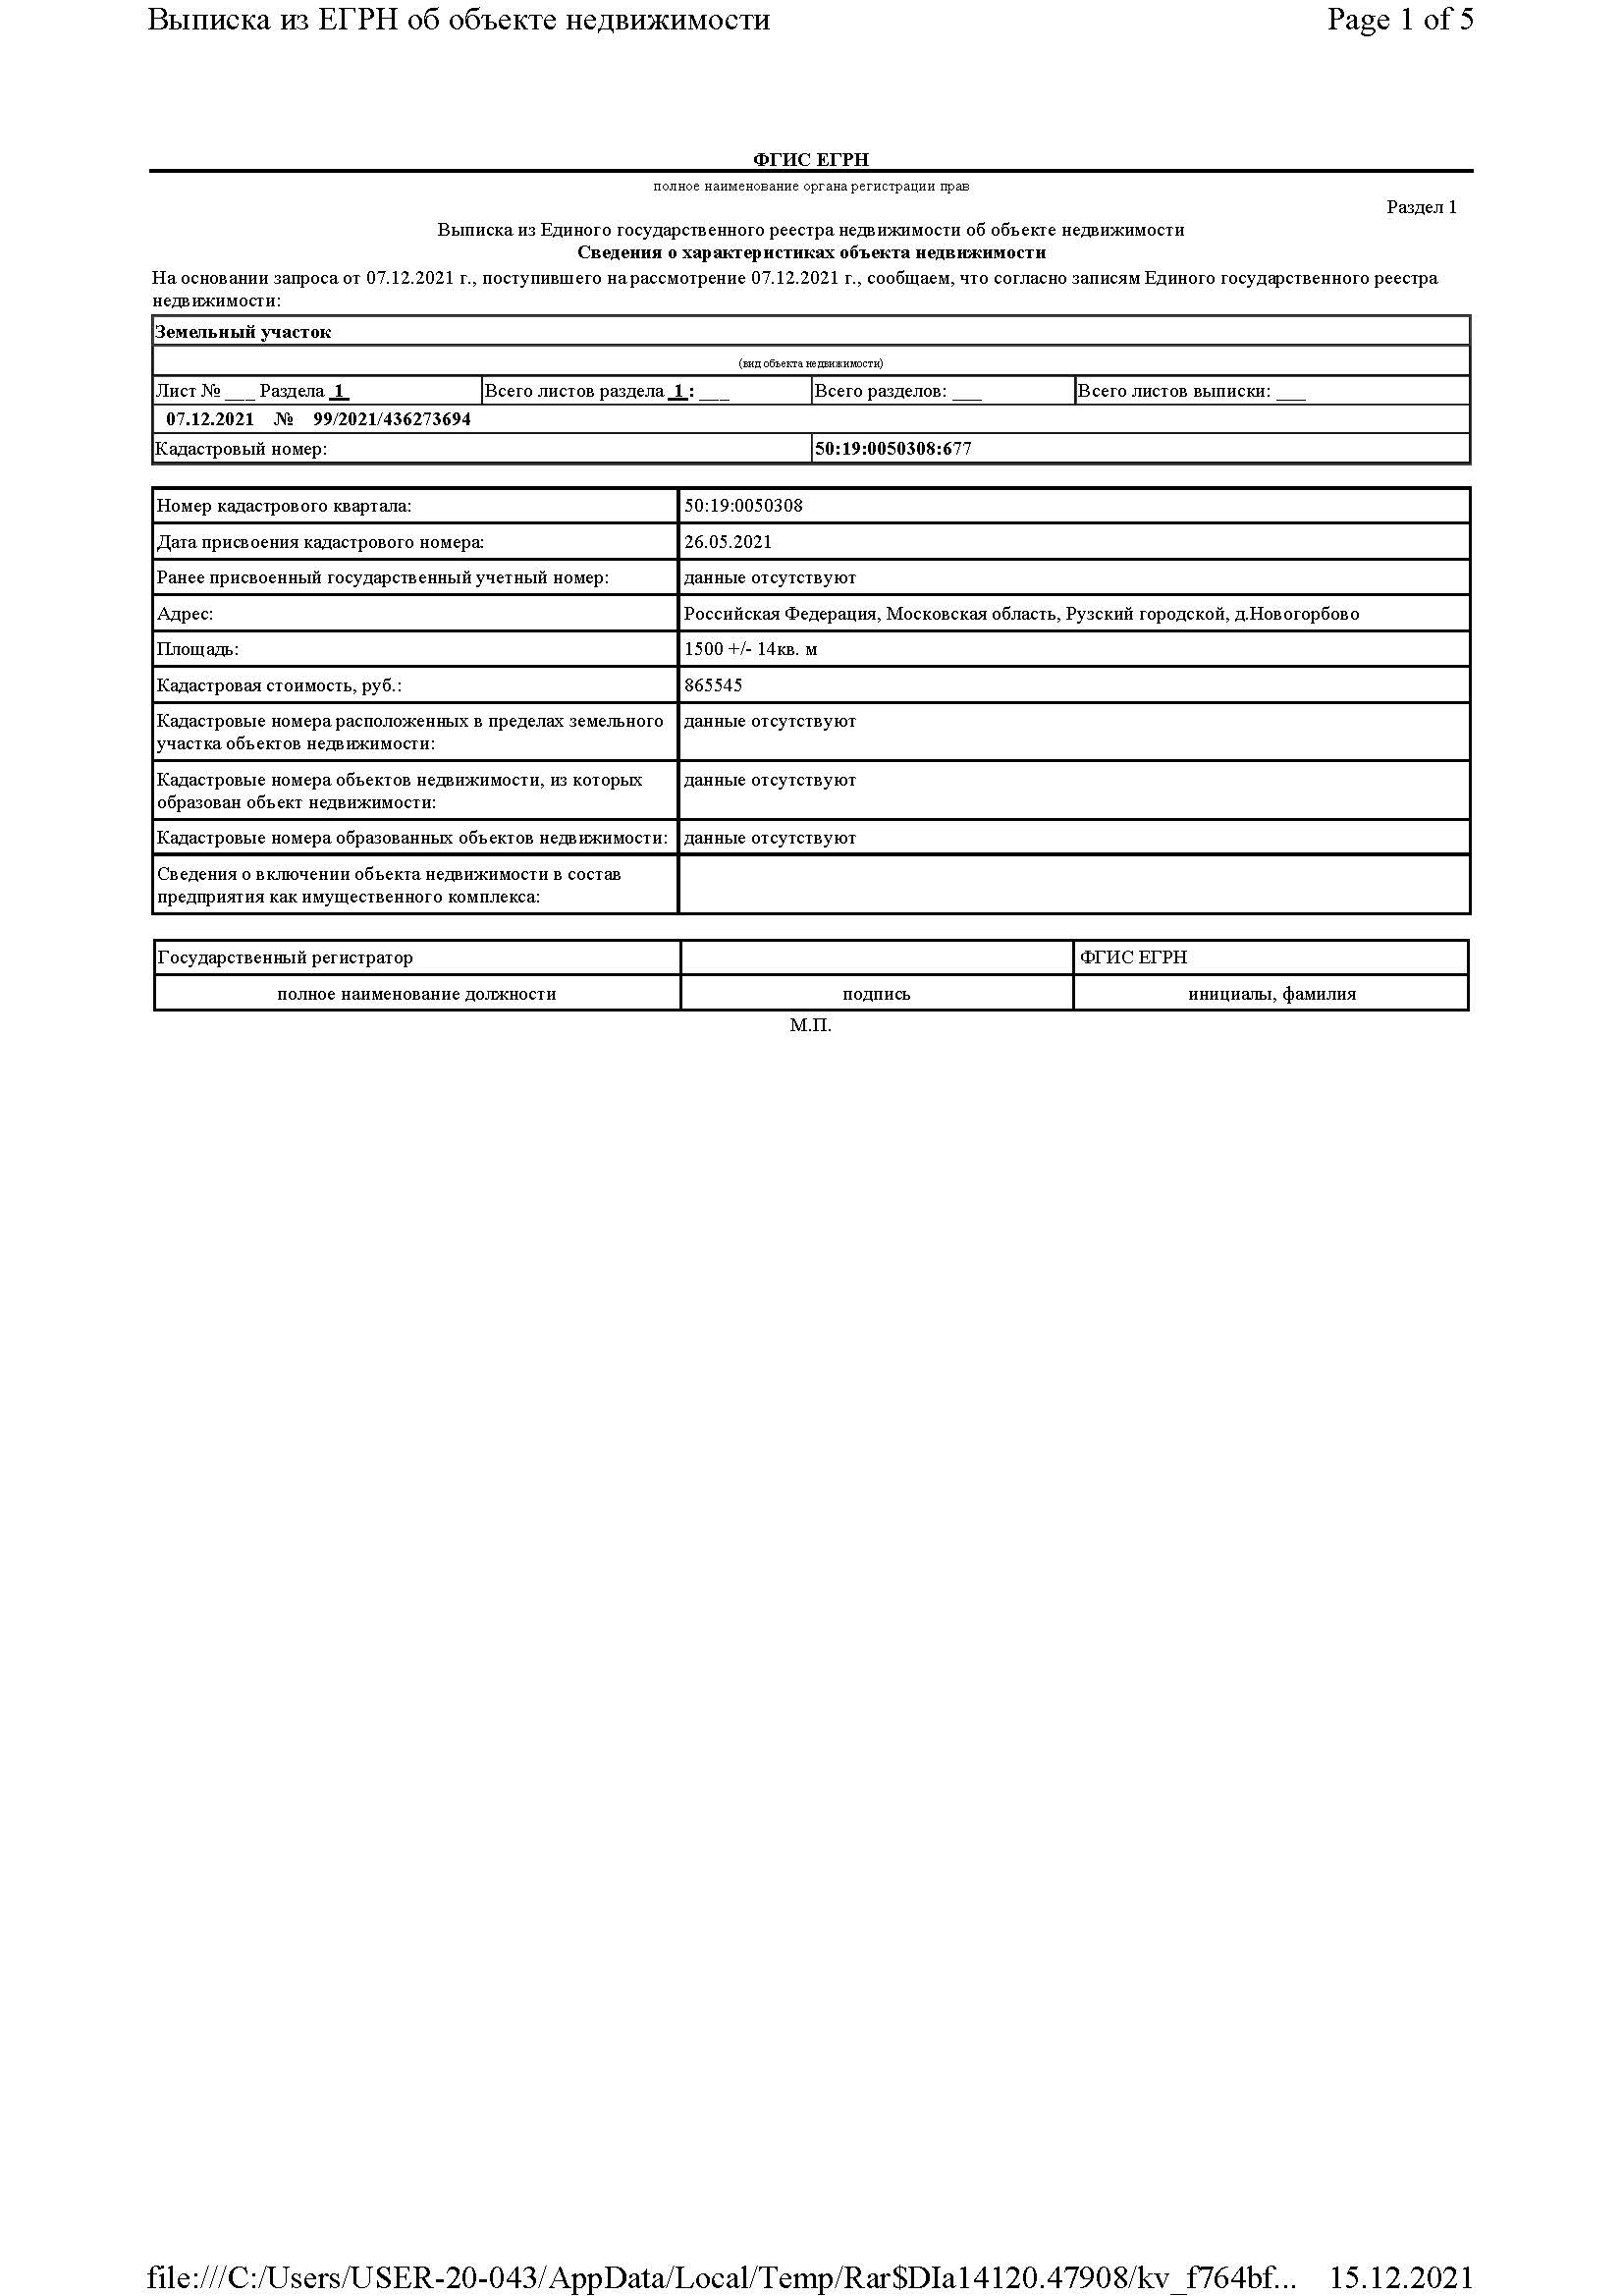 Выписка из ЕГРН об объекте недвижимости Page 1 of 5
ФГИС ЕГРН
полное наименование органа регистрации прав
Раздел 1
Выписка из Единого государственного реестра недвижимости об объекте недвижимости
Сведения о характеристиках объекта недвижимости
На основании запроса от 07.12.2021 г., поступившего на рассмотрение 07.12.2021 г., сообщаем, что согласно записям Единого государственного реестра
недвижимости:
Земельный участок
(вид объекта недвижимости)
Лист № ___ Раздела 1 Всего листов раздела 1 : ___ Всего разделов: ___ Всего листов выписки: ___
07.12.2021 № 99/2021/436273694
Кадастровый номер: 50:19:0050308:677
Номер кадастрового квартала: 50:19:0050308
Дата присвоения кадастрового номера: 26.05.2021
Ранее присвоенный государственный учетный номер: данные отсутствуют
Адрес: Российская Федерация, Московская область, Рузский городской, д.Новогорбово
Площадь: 1500 +/- 14кв. м
Кадастровая стоимость, руб.: 865545
Кадастровые номера расположенных в пределах земельного данные отсутствуют
участка объектов недвижимости:
Кадастровые номера объектов недвижимости, из которых данные отсутствуют
образован объект недвижимости:
Кадастровые номера образованных объектов недвижимости: данные отсутствуют
Сведения о включении объекта недвижимости в состав
предприятия как имущественного комплекса:
Государственный регистратор ФГИС ЕГРН
полное наименование должности подпись инициалы, фамилия
М.П.
file:///C:/Users/USER-20-043/AppData/Local/Temp/Rar$DIa14120.47908/kv_f764bf... 15.12.2021